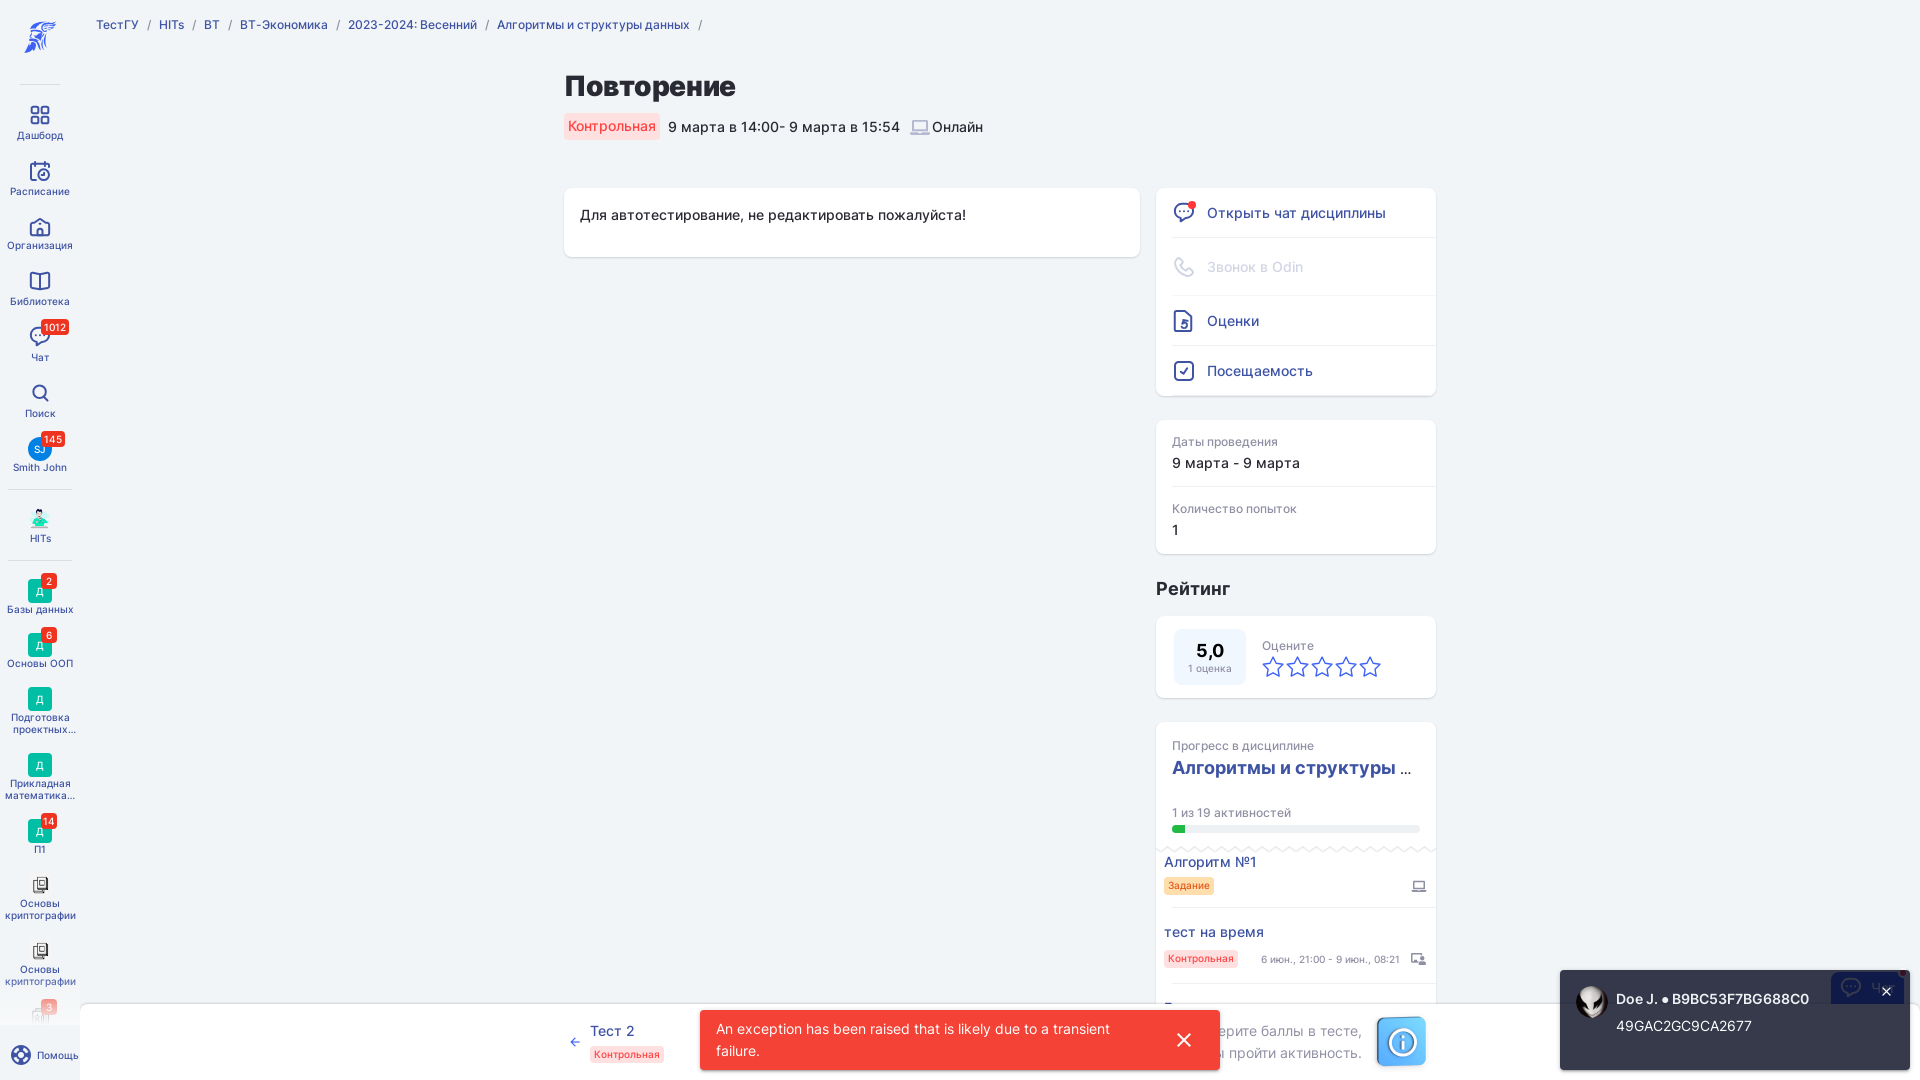 ТестГУ / HITs / ВТ / ВТ-Экономика / 2023-2024: Весенний / Алгоритмы и структуры данных /
Дашборд
Расписание
Организация
Библиотека
1012
Чат
Поиск
145
SJ
Smith John
HITs
2
Д
Базы данных
6
Д
Основы ООП
Д
Подготовка
проектных...
Д
Прикладная
математика...
14
Д
П1
Основы
криптографии
Основы
криптографии
3
Помощь
Повторение
Контрольная 9 марта в 14:00- 9 марта в 15:54 Онлайн
Для автотестирование, не редактировать пожалуйста!
Открыть чат дисциплины
Звонок в Odin
Оценки
Посещаемость
Даты проведения
9 марта - 9 марта
Количество попыток
1
Рейтинг
5,0
1 оценка
Оцените
Прогресс в дисциплине
Алгоритмы и структуры ...
1 из 19 активностей
Алгоритм №1
Задание
тест на время
Контрольная 6 июн., 21:00 - 9 июн., 08:21
Тест 2
Контрольная
An exception has been raised that is likely due to a transient
failure.
баллы в тесте,
пройти активность.
Doe J. ● B9BC53F7BG688C0
49GAC2GC9CA2677